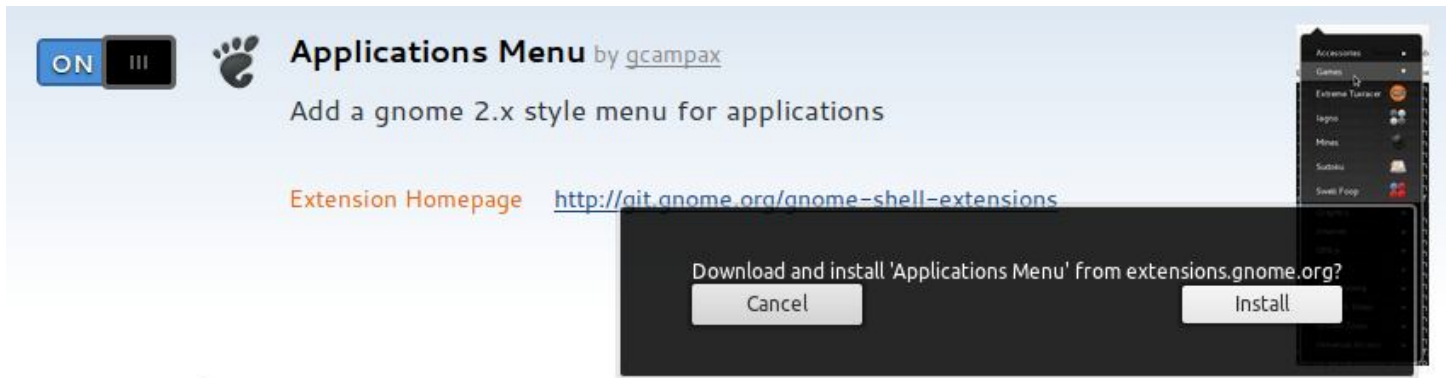 ON
Applications Menu by gcampax
Add a gnome 2.x style menu for applications
Extension Homepage http://git.gnome.org/gnome-shell-extensions
Accessories
Games
Extreme Tuxracer
Iagno
Mines
Sudoku
Swell Foop
Download and install 'Applications Menu' from extensions.gnome.org?
Cancel Install